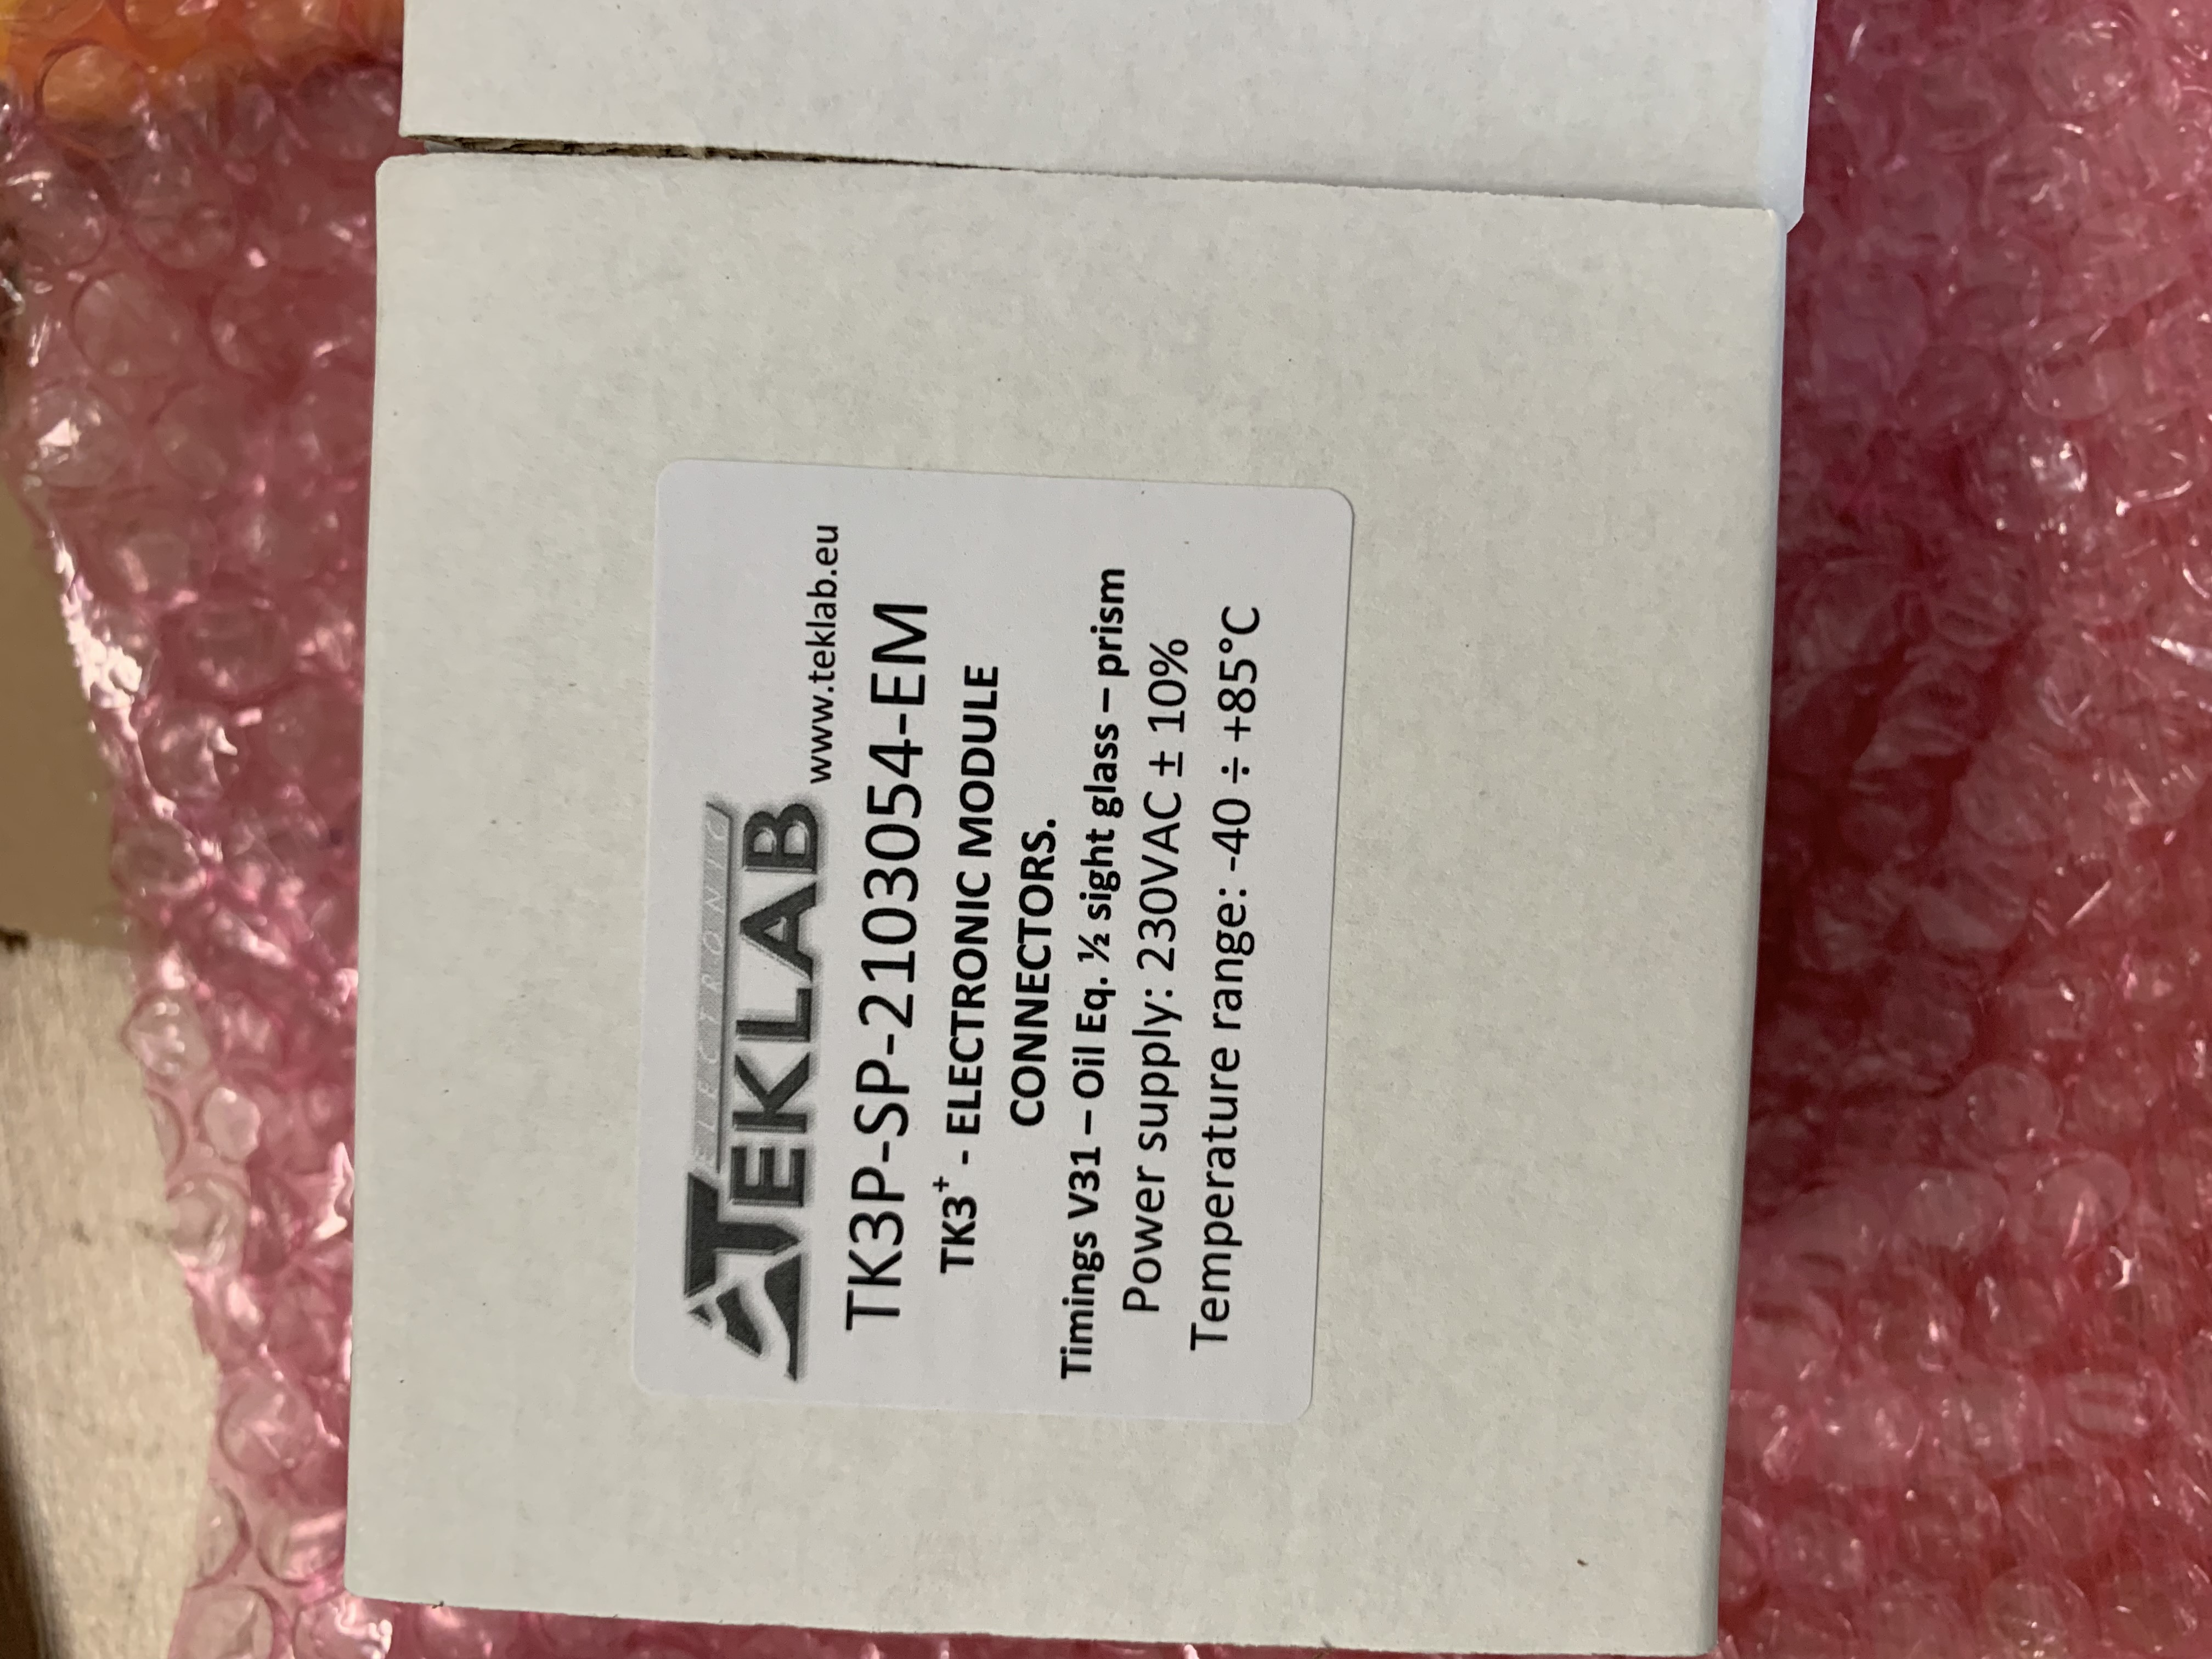 ELECTRONIC
TEKLAB
www.teklab.eu
TK3P-SP-2103054-EM
TK3⁺ - ELECTRONIC MODULE
CONNECTORS.
Timings V31 – Oil Eq. ½ sight glass – prism
Power supply: 230VAC ± 10%
Temperature range: -40 ÷ +85°C